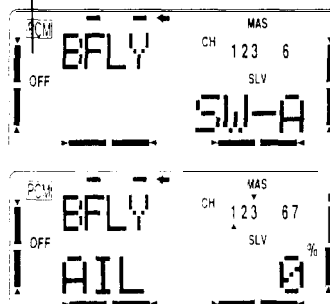 PCM MAS
BFLY CH 123 6
OFF SLV
SW-A
PCM MAS
BFLY CH 123 67
OFF SLV
AIL 0%